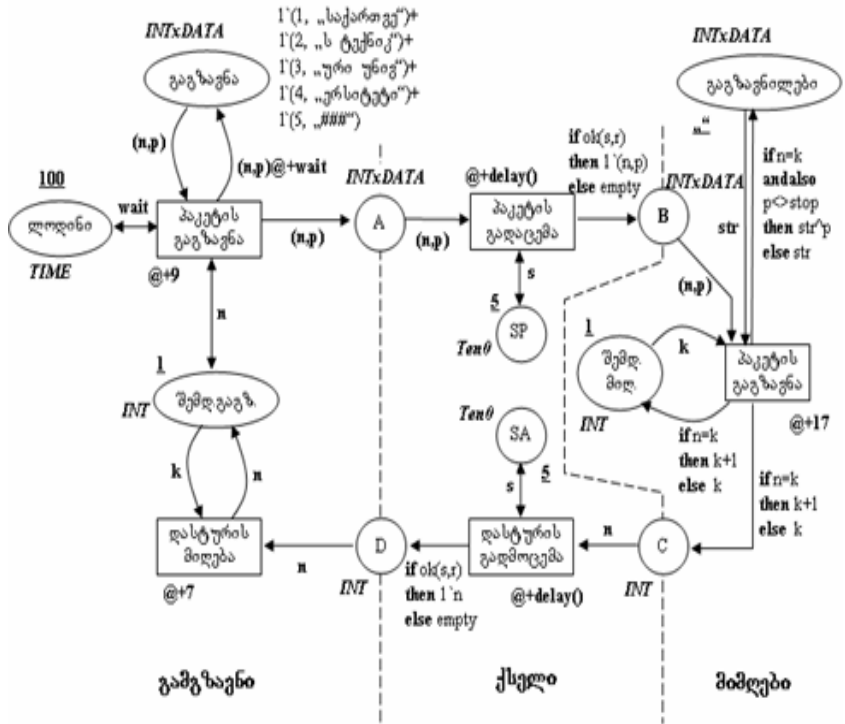 INTxDATA
გაგზავნა
1`(1, „საქართვე“)+
1`(2, „ს ტექნიკ“)+
1`(3, „ური უნივ“)+
1`(4, „ერსიტეტი“)+
1`(5, „###“)
(n,p)
(n,p)@+wait
100
ლოდინი
TIME
wait
პაკეტის
გაგზავნა
@+9
(n,p)
INTxDATA
A
(n,p)
@+delay()
პაკეტის
გადაცემა
if ok(s,r)
then 1`(n,p)
else empty
INTxDATA
B
INTxDATA
გაგზავნილები
„“
str
if n=k
andalso
p<>stop
then str^p
else str
(n,p)
s
5
SP
Ten0
n
1
შემდ.გაგზ.
INT
k
n
1
შემდ.
მიღ.
INT
k
პაკეტის
გაგზავნა
@+17
if n=k
then k+1
else k
if n=k
then k+1
else k
Ten0
SA
5
s
დასტურის
მიღება
@+7
n
D
INT
if ok(s,r)
then 1`n
else empty
დასტურის
გადმოცემა
@+delay()
n
C
INT
გამგზავნი
ქსელი
მიმღები